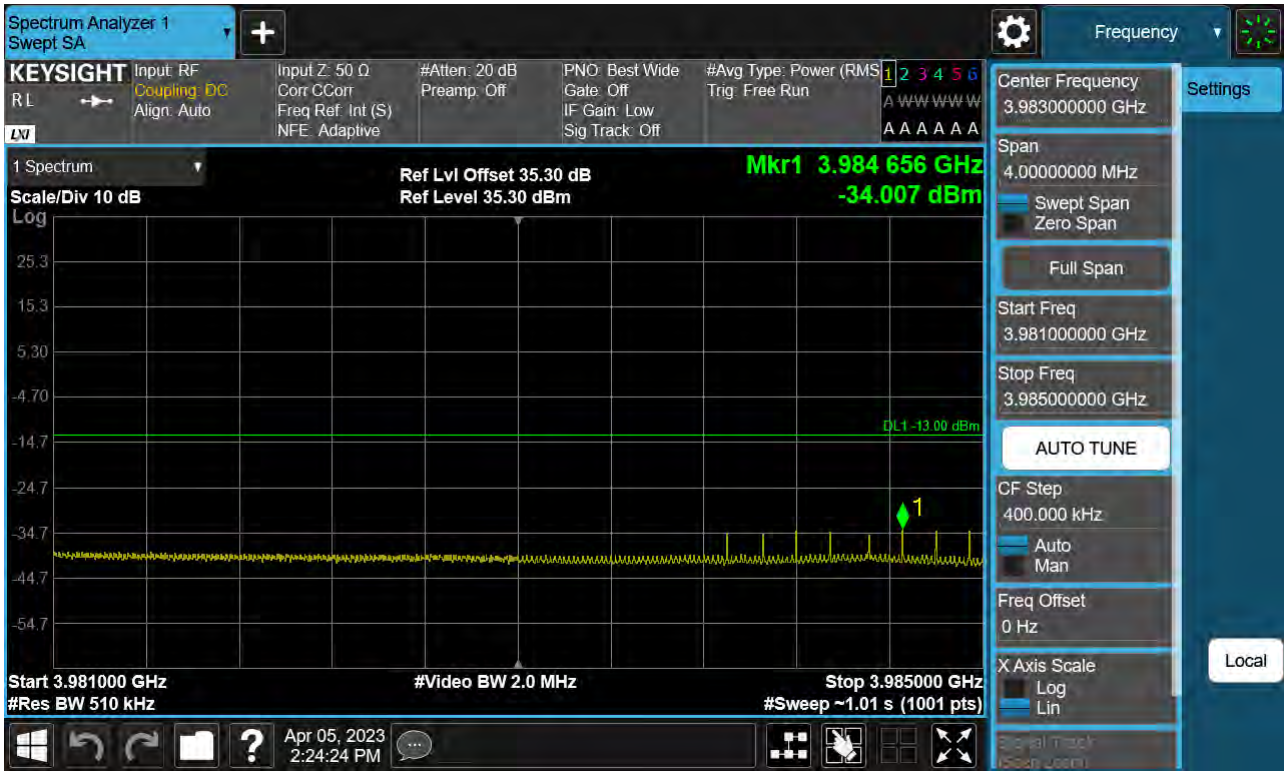 Spectrum Analyzer 1
Swept SA
Frequency
KEYSIGHT
RL
LXI
Input: RF
Coupling: DC
Align: Auto
Input Z: 50 Ω
Corr CCorr
Freq Ref: Int (S)
NFE: Adaptive
#Atten: 20 dB
Preamp: Off
PNO: Best Wide
Gate: Off
IF Gain: Low
Sig Track: Off
#Avg Type: Power (RMS
Trig: Free Run
1 2 3 4 5 6
A W W W W W
A A A A A A
1 Spectrum
Scale/Div 10 dB
Log
Ref Lvl Offset 35.30 dB
Ref Level 35.30 dBm
Mkr1 3.984 656 GHz
-34.007 dBm
25.3
15.3
5.30
-4.70
-14.7
-24.7
-34.7
-44.7
-54.7
DL1 -13.00 dBm
1
Start 3.981000 GHz
#Res BW 510 kHz
#Video BW 2.0 MHz
Stop 3.985000 GHz
#Sweep ~1.01 s (1001 pts)
Center Frequency
3.983000000 GHz
Span
4.00000000 MHz
Swept Span
Zero Span
Full Span
Start Freq
3.981000000 GHz
Stop Freq
3.985000000 GHz
AUTO TUNE
CF Step
400.000 kHz
Auto
Man
Freq Offset
0 Hz
X Axis Scale
Log
Lin
Signal Track
(Span Zoom)
Settings
Local
?
Apr 05, 2023
2:24:24 PM